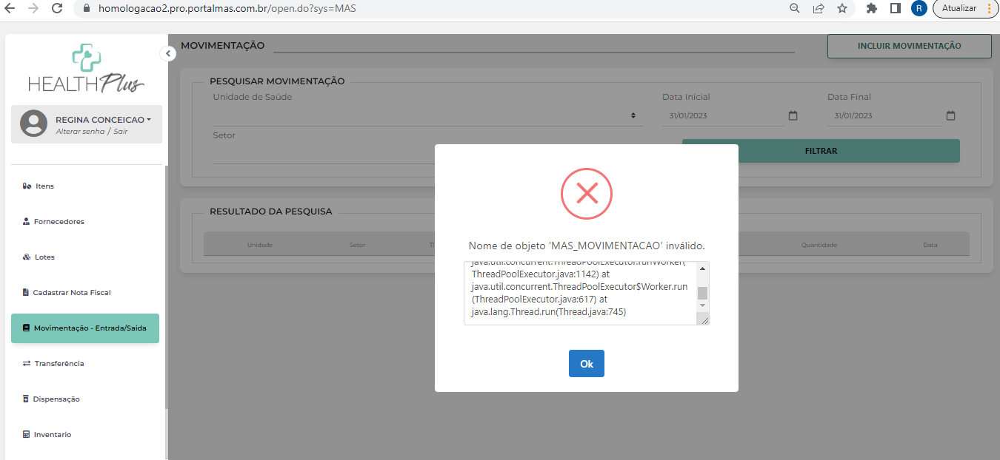 homologacao2.pro.portalmas.com.br/open.do?sys=MAS
R
Atualizar
HEALTH Plus
REGINA CONCEICAO
Alterar senha / Sair
Itens
Fornecedores
Lotes
Cadastrar Nota Fiscal
Movimentação - Entrada/Saída
Transferência
Dispensação
Inventario
MOVIMENTAÇÃO
INCLUIR MOVIMENTAÇÃO
PESQUISAR MOVIMENTAÇÃO
Unidade de Saúde
Data Inicial
Data Final
31/01/2023
31/01/2023
Setor
FILTRAR
RESULTADO DA PESQUISA
Unidade
Setor
Quantidade
Data
Nome de objeto 'MAS_MOVIMENTACAO' inválido.
java.util.concurrent.ThreadPoolExecutor.runWorker(
ThreadPoolExecutor.java:1142) at
java.util.concurrent.ThreadPoolExecutor$Worker.run
(ThreadPoolExecutor.java:617) at
java.lang.Thread.run(Thread.java:745)
Ok